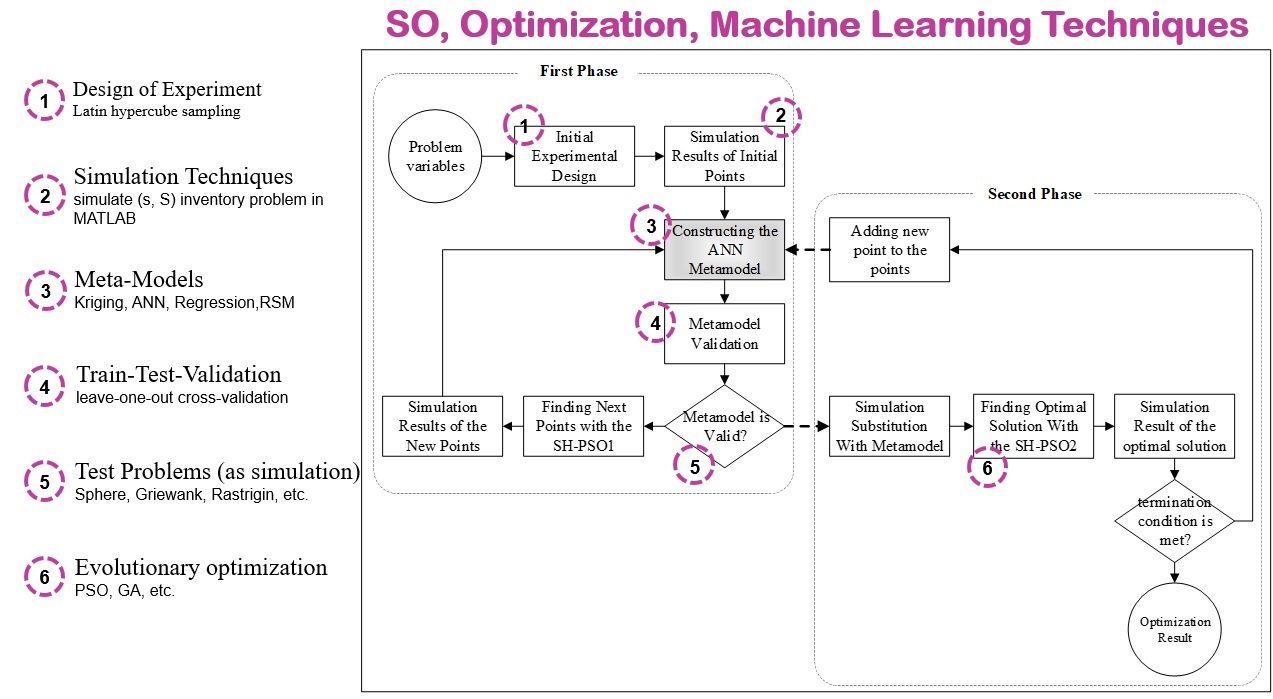 SO, Optimization, Machine Learning Techniques
1
Design of Experiment
Latin hypercube sampling
2
Simulation Techniques
simulate (s, S) inventory problem in
MATLAB
3
Meta-Models
Kriging, ANN, Regression,RSM
4
Train-Test-Validation
leave-one-out cross-validation
5
Test Problems (as simulation)
Sphere, Griewank, Rastrigin, etc.
6
Evolutionary optimization
PSO, GA, etc.
First Phase
Problem
variables
1
Initial
Experimental
Design
2
Simulation
Results of Initial
Points
3
Constructing the
ANN
Metamodel
4
Metamodel
Validation
Metamodel is
Valid?
5
Finding Next
Points with the
SH-PSO1
Simulation
Results of the
New Points
Second Phase
Adding new
point to the
points
Simulation
Substitution
With Metamodel
Finding Optimal
Solution With
the SH-PSO2
6
Simulation
Result of the
optimal solution
termination
condition is
met?
Optimization
Result